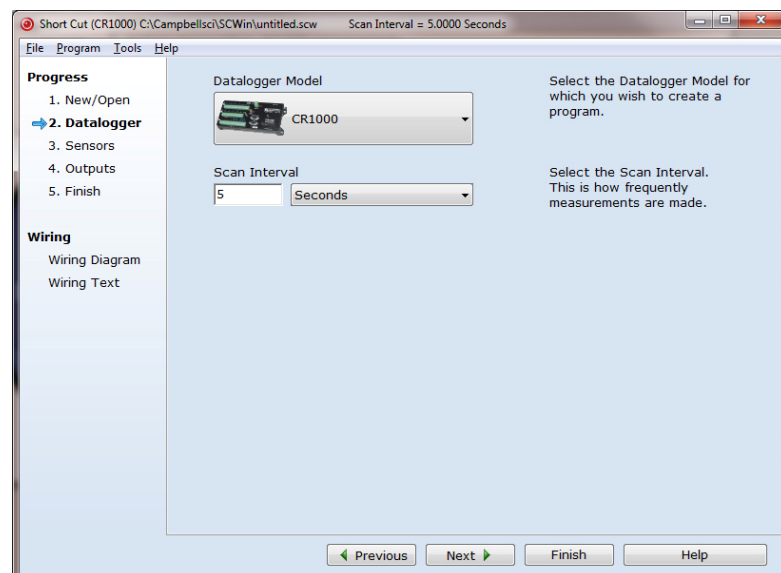 Short Cut (CR1000) C:\Campbellsci\SCWin\untitled.scw Scan Interval = 5.0000 Seconds
File Program Tools Help
Progress
1. New/Open
2. Datalogger
3. Sensors
4. Outputs
5. Finish
Wiring
Wiring Diagram
Wiring Text
Datalogger Model
CR1000
Select the Datalogger Model for
which you wish to create a
program.
Scan Interval
5 Seconds
Select the Scan Interval.
This is how frequently
measurements are made.
Previous Next Finish Help